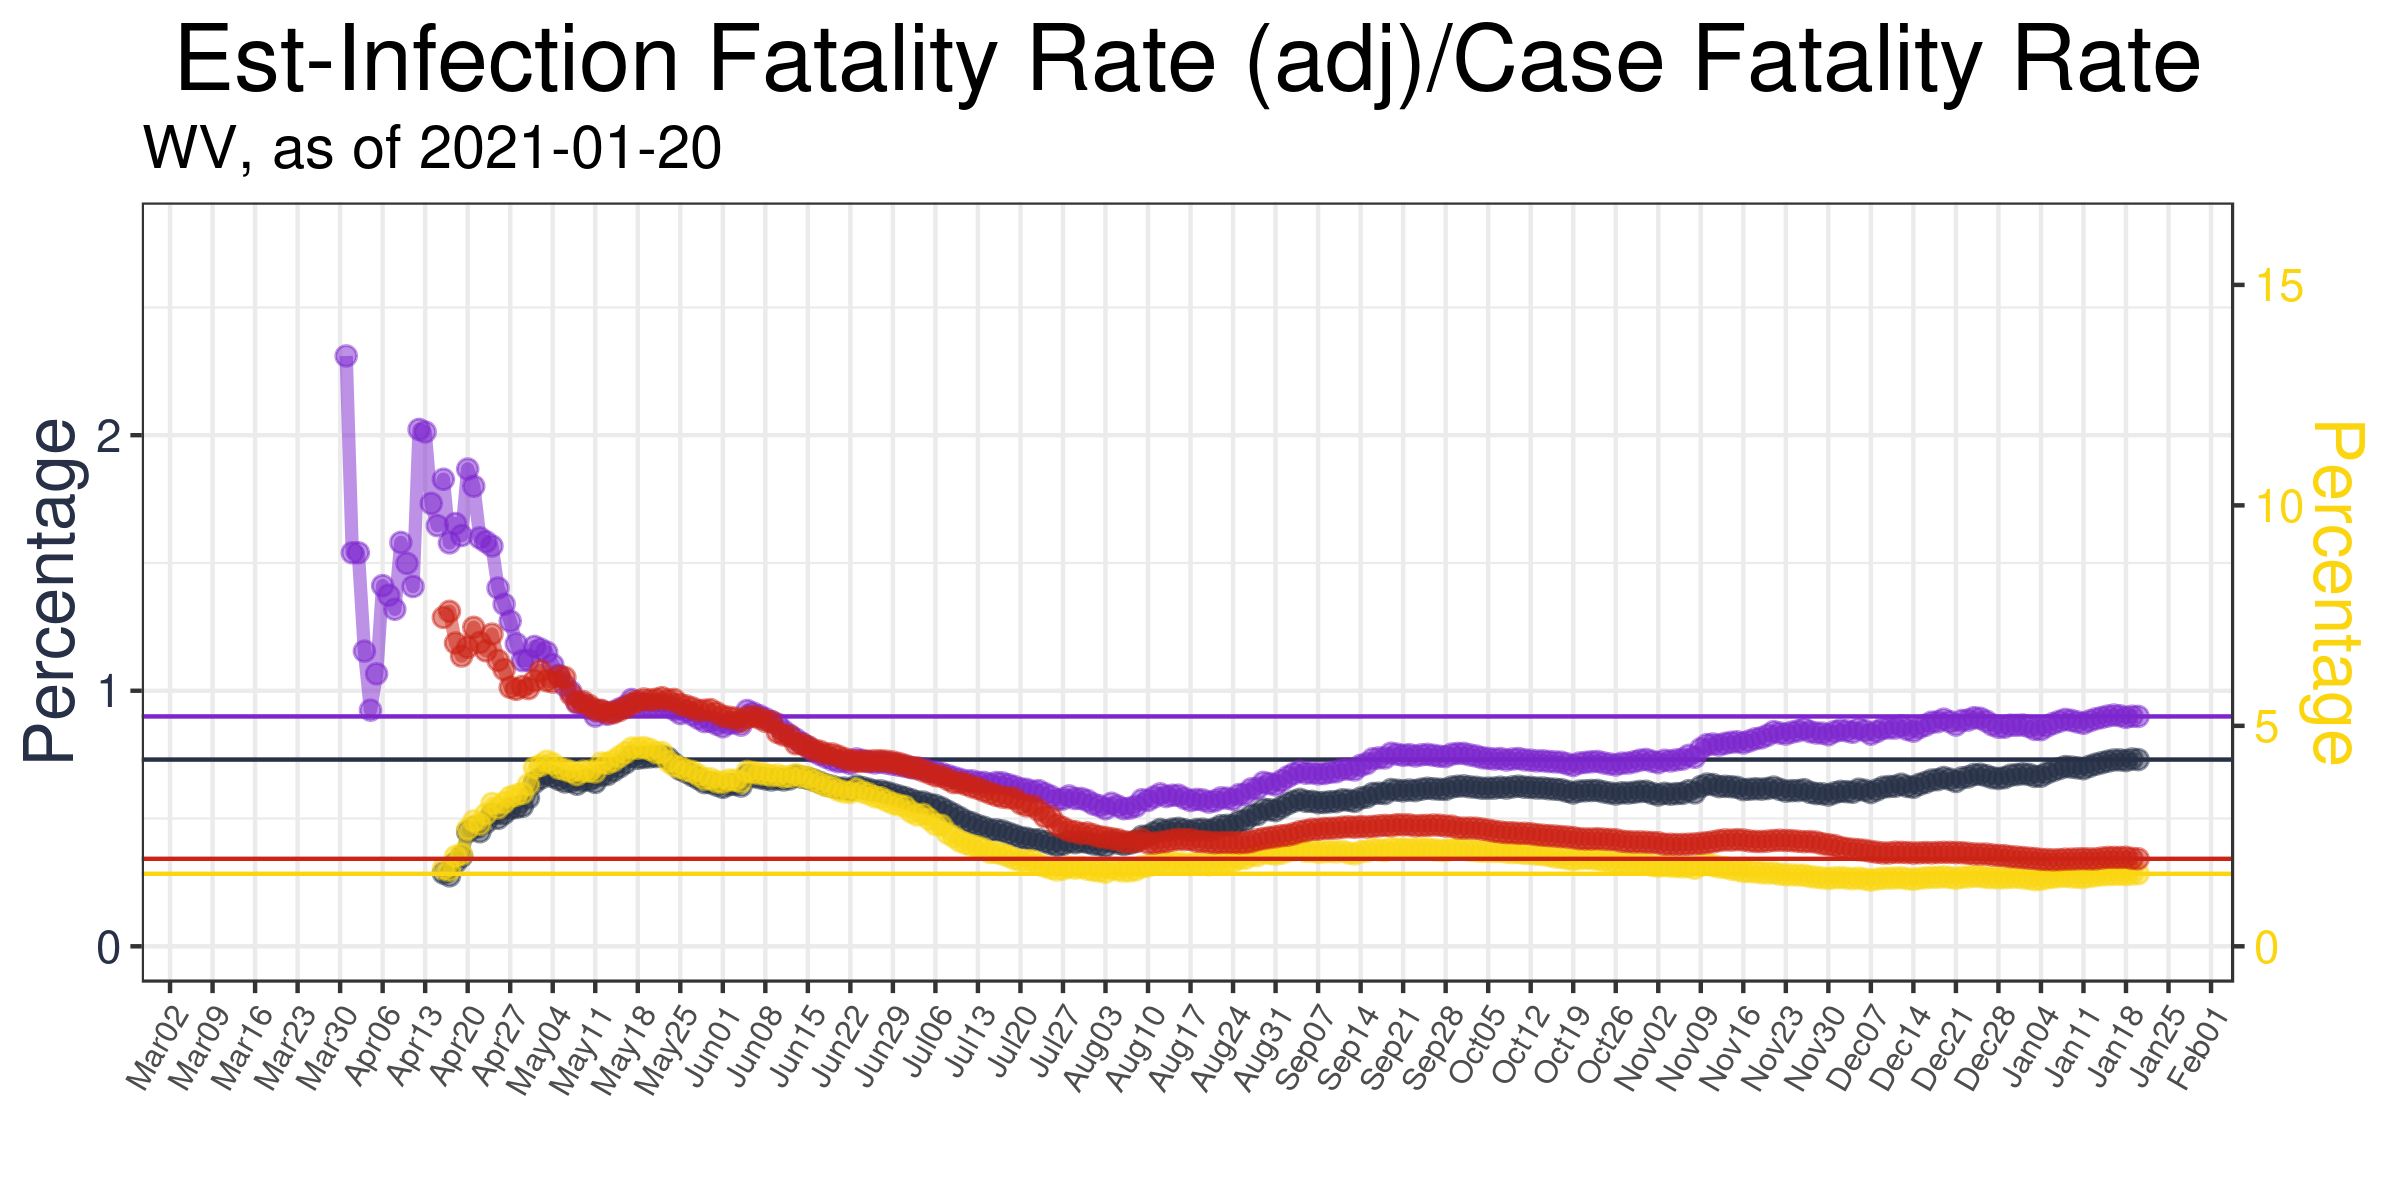 Est-Infection Fatality Rate (adj)/Case Fatality Rate
WV, as of 2021-01-20
Percentage
2
1
0
15
10
5
0
Percentage
Mar02
Mar09
Mar16
Mar23
Mar30
Apr06
Apr13
Apr20
Apr27
May04
May11
May18
May25
Jun01
Jun08
Jun15
Jun22
Jun29
Jul06
Jul13
Jul20
Jul27
Aug03
Aug10
Aug17
Aug24
Aug31
Sep07
Sep14
Sep21
Sep28
Oct05
Oct12
Oct19
Oct26
Nov02
Nov09
Nov16
Nov23
Nov30
Dec07
Dec14
Dec21
Dec28
Jan04
Jan11
Jan18
Jan25
Feb01